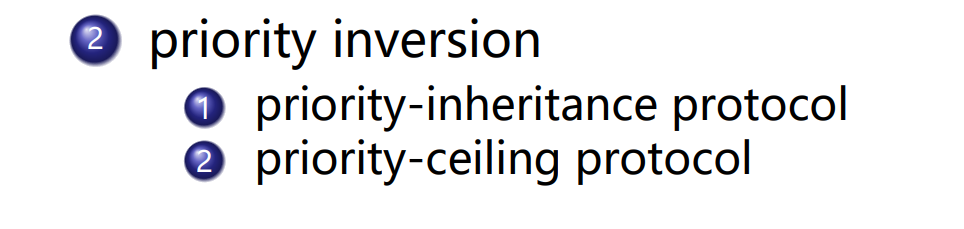 2 priority inversion
1 priority-inheritance protocol
2 priority-ceiling protocol